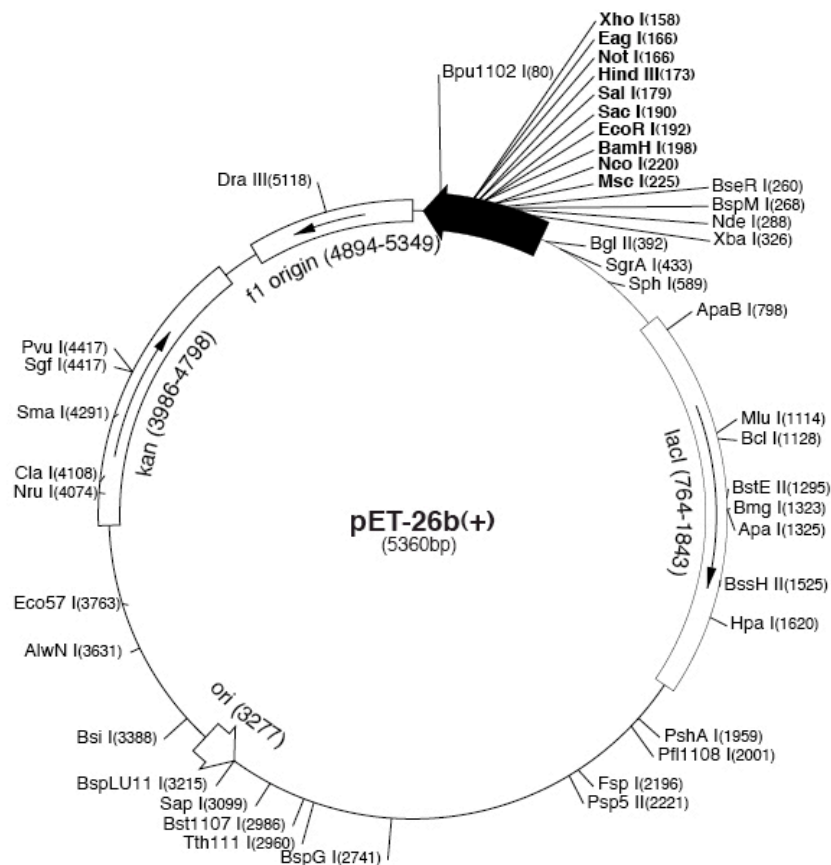 Xho I(158)
Eag I(166)
Not I(166)
Hind III(173)
Sal I(179)
Sac I(190)
EcoR I(192)
BamH I(198)
Nco I(220)
Msc I(225)
Bpu1102 I(80)
BseR I(260)
BspM I(268)
Nde I(288)
Xba I(326)
Bgl II(392)
SgrA I(433)
Sph I(589)
ApaB I(798)
Mlu I(1114)
Bcl I(1128)
BstE II(1295)
Bmg I(1323)
Apa I(1325)
BssH II(1525)
Hpa I(1620)
PshA I(1959)
Pfl1108 I(2001)
Fsp I(2196)
Psp5 II(2221)
BspG I(2741)
Tth111 I(2960)
Bst1107 I(2986)
Sap I(3099)
BspLU11 I(3215)
Bsi I(3388)
AlwN I(3631)
Eco57 I(3763)
Nru I(4074)
Cla I(4108)
Sma I(4291)
Sgf I(4417)
Pvu I(4417)
Dra III(5118)
f1 origin (4894-5349)
kan (3986-4798)
lacI (764-1843)
ori (3277)
pET-26b(+)
(5360bp)